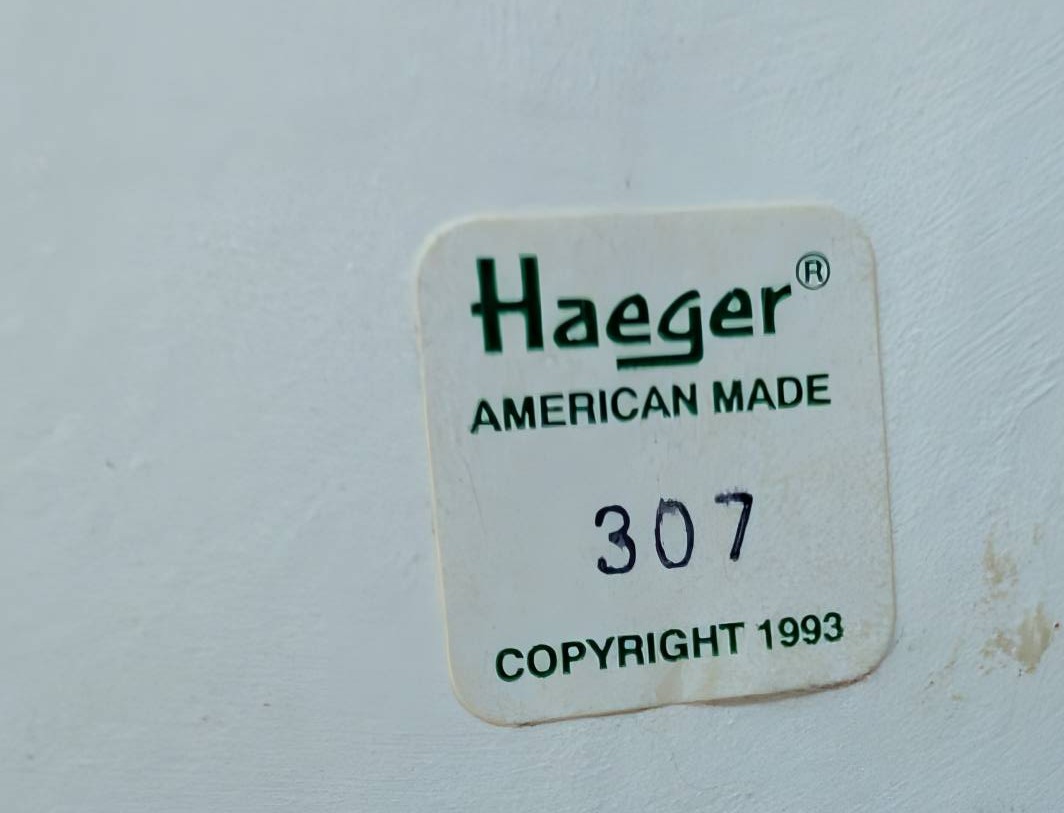 Haeger®
AMERICAN MADE
307
COPYRIGHT 1993